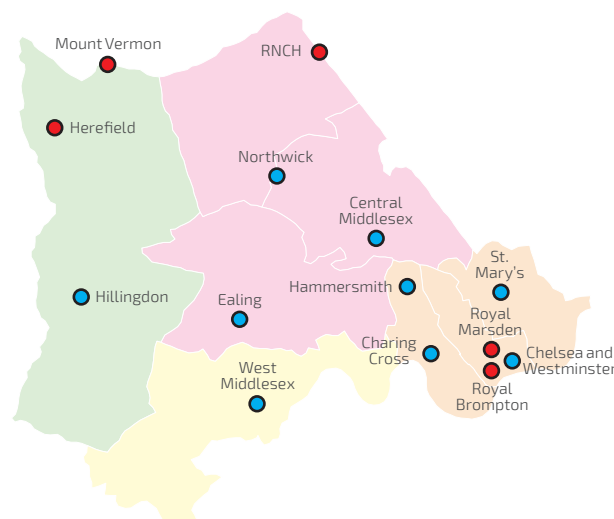 Mount Vernon
RNCH
Herefield
Northwick
Central
Middlesex
St.
Mary's
Hammersmith
Hillingdon
Ealing
Royal
Marsden
Charing
Cross
Chelsea and
Westminster
West
Middlesex
Royal
Brompton